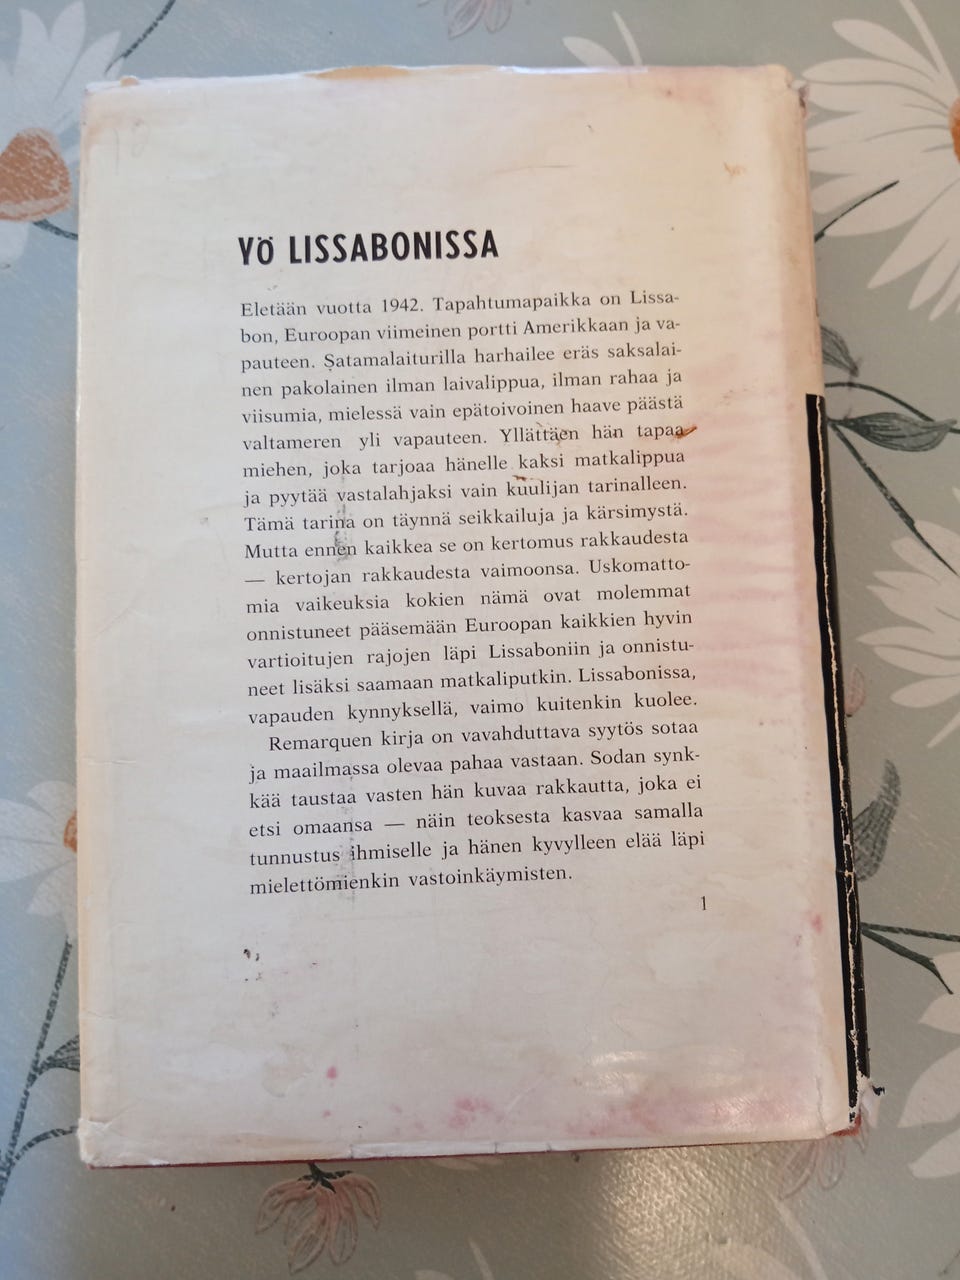 YÖ LISSABONISSA
Eletään vuotta 1942. Tapahtumapaikka on Lissa-
bon, Euroopan viimeinen portti Amerikkaan ja va-
pauteen. Satamalaiturilla harhailee eräs saksalai-
nen pakolainen ilman laivalippua, ilman rahaa ja
viisumia, mielessä vain epätoivoinen haave päästä
valtameren yli vapauteen. Yllättäen hän tapaa
miehen, joka tarjoaa hänelle kaksi matkalippua
ja pyytää vastalahjaksi vain kuulijan tarinalleen.
Tämä tarina on täynnä seikkailuja ja kärsimystä.
Mutta ennen kaikkea se on kertomus rakkaudesta
— kertojan rakkaudesta vaimoonsa. Uskomatto-
mia vaikeuksia kokien nämä ovat molemmat
onnistuneet pääsemään Euroopan kaikkien hyvin
vartioitujen rajojen läpi Lissaboniin ja onnistu-
neet lisäksi saamaan matkaliputkin. Lissabonissa,
vapauden kynnyksellä, vaimo kuitenkin kuolee.
Remarquen kirja on vavahduttava syytös sotaa
ja maailmassa olevaa pahaa vastaan. Sodan synk-
kää taustaa vasten hän kuvaa rakkautta, joka ei
etsi omaansa — näin teoksesta kasvaa samalla
tunnustus ihmiselle ja hänen kyvylleen elää läpi
mielettömienkin vastoinkäymisten.
1